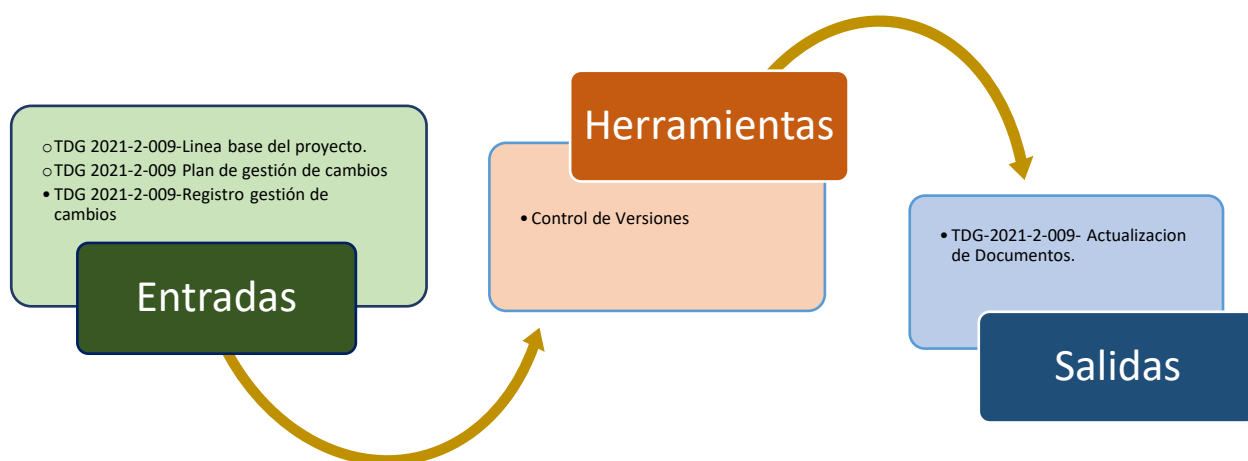 ○TDG 2021-2-009-Linea base del proyecto.
○TDG 2021-2-009 Plan de gestión de cambios
• TDG 2021-2-009-Registro gestión de
cambios
Entradas
Herramientas
• Control de Versiones
• TDG-2021-2-009- Actualizacion
de Documentos.
Salidas